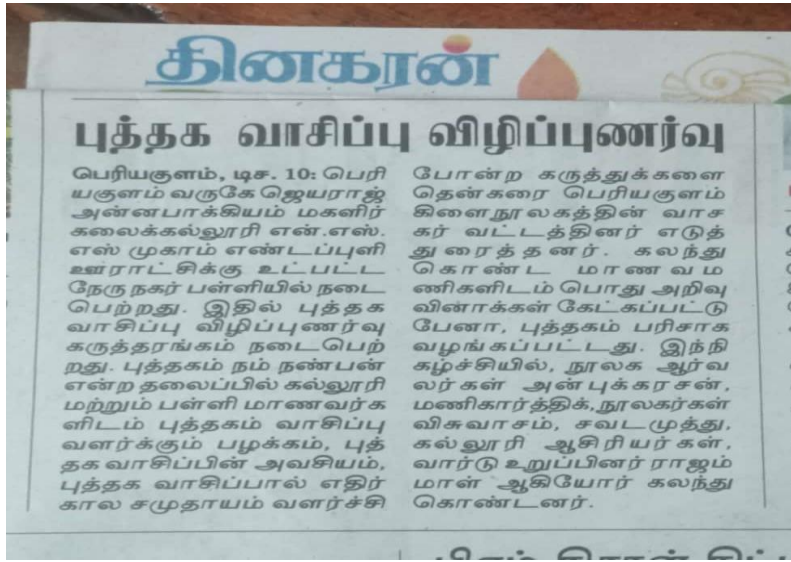 தினகரன்
புத்தக வாசிப்பு விழிப்புணர்வு
பெரியகுளம், டிச. 10: பெரி
யகுளம் வருகே ஜெயராஜ்
அன்னபாக்கியம் மகளிர்
கலைக்கல்லூரி என்.எஸ்.
எஸ் முகாம் எண்டப்புளி
ஊராட்சிக்கு உட்பட்ட
நேரு நகர் பள்ளியில் நடை
பெற்றது. இதில் புத்தக
வாசிப்பு விழிப்புணர்வு
கருத்தரங்கம் நடைபெற்
றது. புத்தகம் நம் நண்பன்
என்ற தலைப்பில் கல்லூரி
மற்றும் பள்ளி மாணவர்க
ளிடம் புத்தகம் வாசிப்பு
வளர்க்கும் பழக்கம், புத்
தக வாசிப்பின் அவசியம்,
புத்தக வாசிப்பால் எதிர்
கால சமுதாயம் வளர்ச்சி
போன்ற கருத்துக்களை
தென்கரை பெரியகுளம்
கிளைநூலகத்தின் வாச
கர் வட்டத்தினர் எடுத்
துரைத்தனர். கலந்து
கொண்ட மாணவம
ணிகளிடம் பொது அறிவு
வினாக்கள் கேட்கப்பட்டு
பேனா, புத்தகம் பரிசாக
வழங்கப்பட்டது. இந்நி
கழ்ச்சியில், நூலக ஆர்வ
லர்கள் அன்புக்கரசன்,
மணிகார்த்திக், நூலகர்கள்
விசுவாசம், சவடமுத்து,
கல்லூரி ஆசிரியர்கள்,
வார்டு உறுப்பினர் ராஜம்
மாள் ஆகியோர் கலந்து
கொண்டனர்.